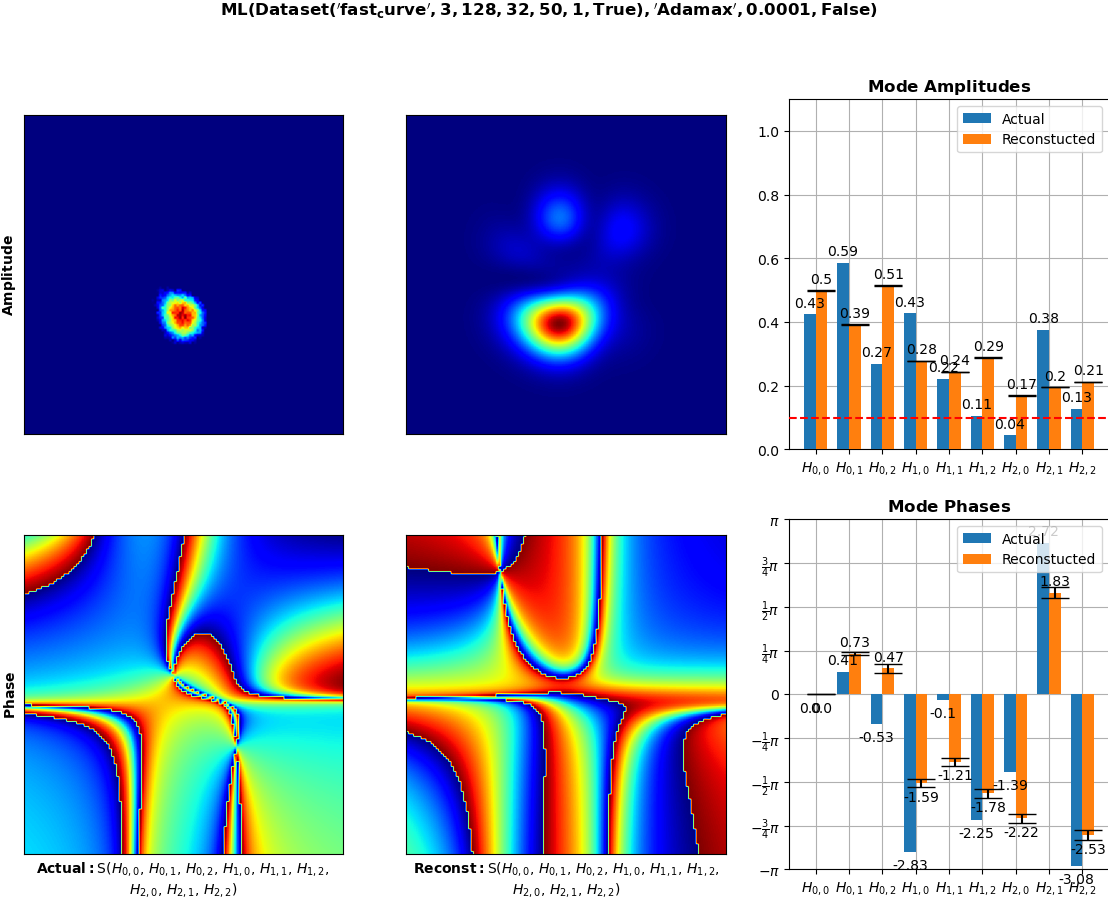 ML(Dataset('fast_curve', 3, 128, 32, 50, 1, True), 'Adamax', 0.0001, False)
Amplitude
Mode Amplitudes
Actual
Reconstucted
1.0
0.8
0.6
0.4
0.2
0.0
0.43
0.5
0.59
0.39
0.27
0.51
0.43
0.28
0.22
0.24
0.11
0.29
0.04
0.17
0.38
0.2
0.13
0.21
H0,0 H0,1 H0,2 H1,0 H1,1 H1,2 H2,0 H2,1 H2,2
Phase
Mode Phases
Actual
Reconstucted
π
3/4π
1/2π
1/4π
0
−1/4π
−1/2π
−3/4π
−π
0.0
0.0
0.41
0.73
-0.53
0.47
-2.83
-1.59
-0.1
-1.21
-2.25
-1.78
-1.39
-2.22
2.72
1.83
-3.08
-2.53
H0,0 H0,1 H0,2 H1,0 H1,1 H1,2 H2,0 H2,1 H2,2
Actual: S(H0,0, H0,1, H0,2, H1,0, H1,1, H1,2,
H2,0, H2,1, H2,2)
Reconst: S(H0,0, H0,1, H0,2, H1,0, H1,1, H1,2,
H2,0, H2,1, H2,2)